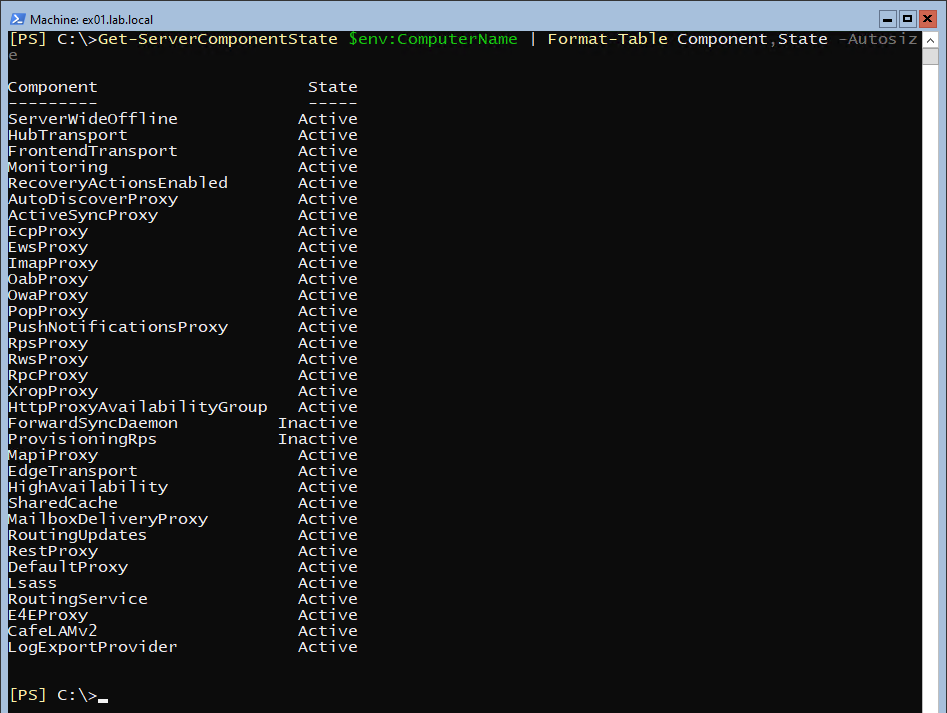 Machine: ex01.lab.local
[PS] C:\>Get-ServerComponentState $env:ComputerName | Format-Table Component,State -Autosiz
e
Component State
--------- -----
ServerWideOffline Active
HubTransport Active
FrontendTransport Active
Monitoring Active
RecoveryActionsEnabled Active
AutoDiscoverProxy Active
ActiveSyncProxy Active
EcpProxy Active
EwsProxy Active
ImapProxy Active
OabProxy Active
OwaProxy Active
PopProxy Active
PushNotificationsProxy Active
RpsProxy Active
RwsProxy Active
RpcProxy Active
XropProxy Active
HttpProxyAvailabilityGroup Active
ForwardSyncDaemon Inactive
ProvisioningRps Inactive
MapiProxy Active
EdgeTransport Active
HighAvailability Active
SharedCache Active
MailboxDeliveryProxy Active
RoutingUpdates Active
RestProxy Active
DefaultProxy Active
Lsass Active
RoutingService Active
E4EProxy Active
CafeLAMv2 Active
LogExportProvider Active
[PS] C:\>